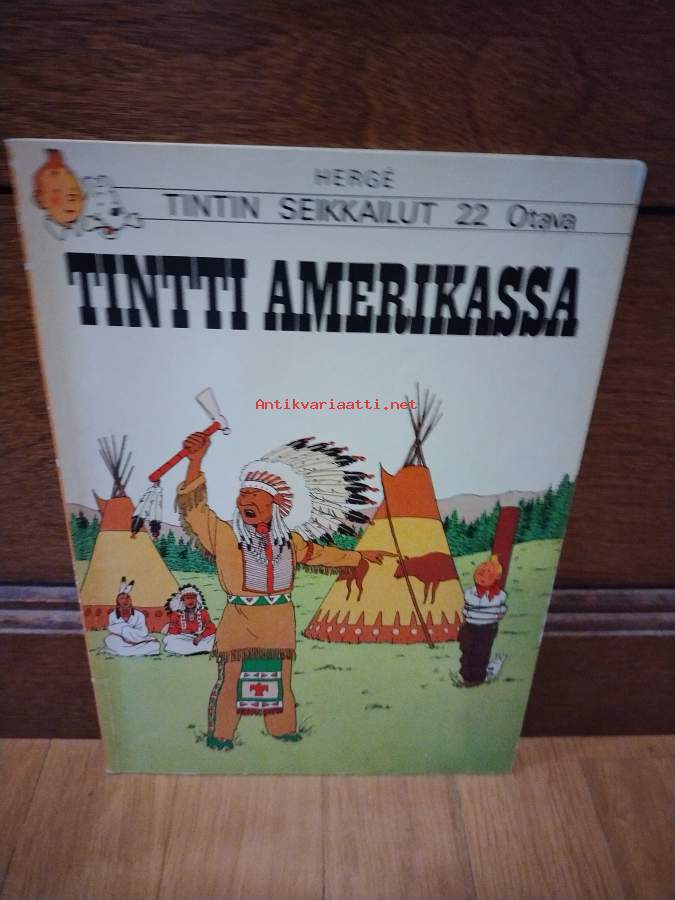 HERGÉ
TINTIN SEIKKAILUT 22 Otava
TINTTI AMERIKASSA
Antikvariaatti.net